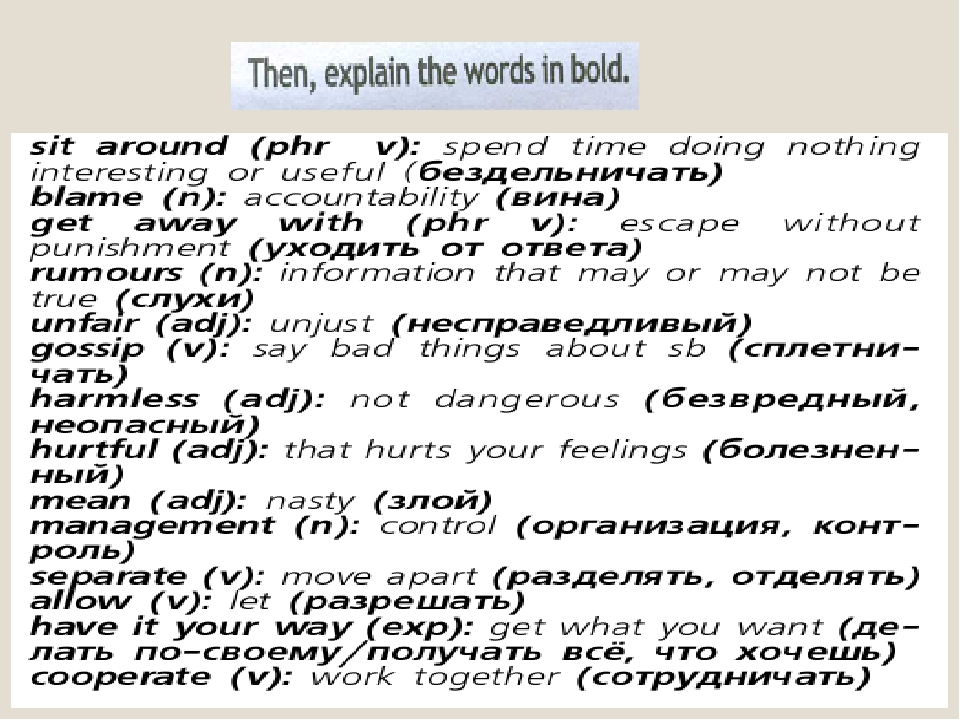 Then, explain the words in bold.
sit around (phr v): spend time doing nothing
interesting or useful (бездельничать)
blame (n): accountability (вина)
get away with (phr v): escape without
punishment (уходить от ответа)
rumours (n): information that may or may not be
true (слухи)
unfair (adj): unjust (несправедливый)
gossip (v): say bad things about sb (сплетни-
чать)
harmless (adj): not dangerous (безвредный,
неопасный)
hurtful (adj): that hurts your feelings (болезнен-
ный)
mean (adj): nasty (злой)
management (n): control (организация, конт-
роль)
separate (v): move apart (разделять, отделять)
allow (v): let (разрешать)
have it your way (exp): get what you want (де-
лать по-своему/получать всё, что хочешь)
cooperate (v): work together (сотрудничать)